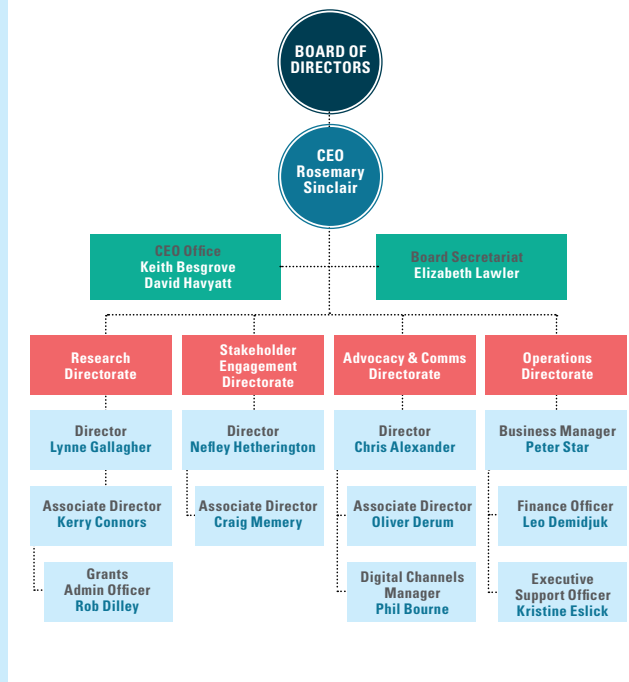 BOARD OF
DIRECTORS
CEO
Rosemary
Sinclair
CEO Office
Keith Besgrove
David Havyatt
Board Secretariat
Elizabeth Lawler
Research
Directorate
Stakeholder
Engagement
Directorate
Advocacy & Comms
Directorate
Operations
Directorate
Director
Lynne Gallagher
Director
Nefley Hetherington
Director
Chris Alexander
Business Manager
Peter Star
Associate Director
Kerry Connors
Associate Director
Craig Memery
Associate Director
Oliver Derum
Finance Officer
Leo Demidjuk
Grants
Admin Officer
Rob Dilley
Digital Channels
Manager
Phil Bourne
Executive
Support Officer
Kristine Eslick